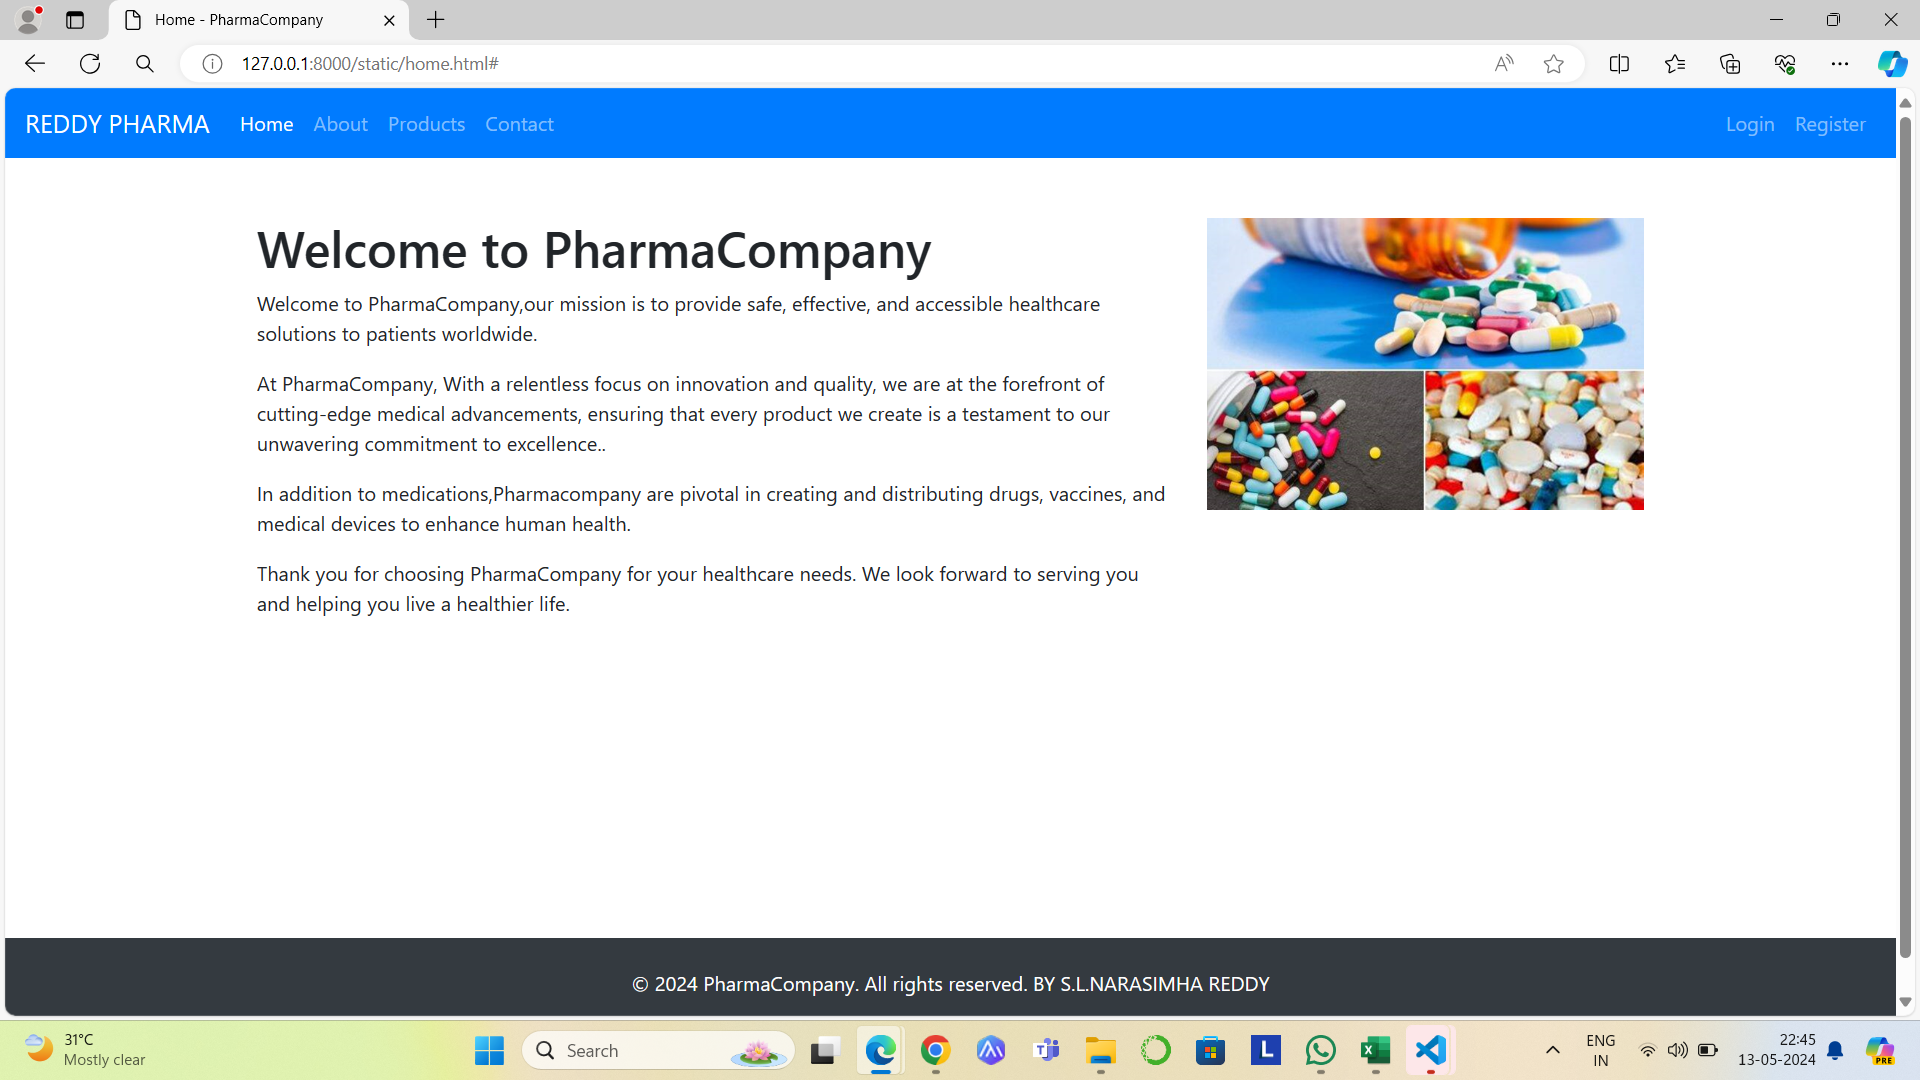 Home - PharmaCompany
127.0.0.1:8000/static/home.html#
REDDY PHARMA Home About Products Contact Login Register
Welcome to PharmaCompany
Welcome to PharmaCompany,our mission is to provide safe, effective, and accessible healthcare
solutions to patients worldwide.
At PharmaCompany, With a relentless focus on innovation and quality, we are at the forefront of
cutting-edge medical advancements, ensuring that every product we create is a testament to our
unwavering commitment to excellence..
In addition to medications,Pharmacompany are pivotal in creating and distributing drugs, vaccines, and
medical devices to enhance human health.
Thank you for choosing PharmaCompany for your healthcare needs. We look forward to serving you
and helping you live a healthier life.
© 2024 PharmaCompany. All rights reserved. BY S.L.NARASIMHA REDDY
31°C
Mostly clear
Search
L
ENG
IN
22:45
13-05-2024
PRE